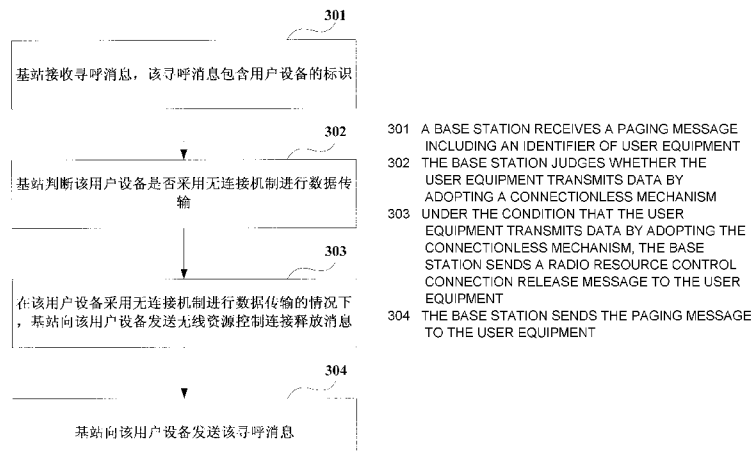 301
基站接收寻呼消息，该寻呼消息包含用户设备的标识
302
基站判断该用户设备是否采用无连接机制进行数据传
输
303
在该用户设备采用无连接机制进行数据传输的情况下
，基站向该用户设备发送无线资源控制连接释放消息
304
基站向该用户设备发送该寻呼消息
301 A BASE STATION RECEIVES A PAGING MESSAGE
INCLUDING AN IDENTIFIER OF USER EQUIPMENT
302 THE BASE STATION JUDGES WHETHER THE
USER EQUIPMENT TRANSMITS DATA BY
ADOPTING A CONNECTIONLESS MECHANISM
303 UNDER THE CONDITION THAT THE USER
EQUIPMENT TRANSMITS DATA BY ADOPTING THE
CONNECTIONLESS MECHANISM, THE BASE
STATION SENDS A RADIO RESOURCE CONTROL
CONNECTION RELEASE MESSAGE TO THE USER
EQUIPMENT
304 THE BASE STATION SENDS THE PAGING MESSAGE
TO THE USER EQUIPMENT